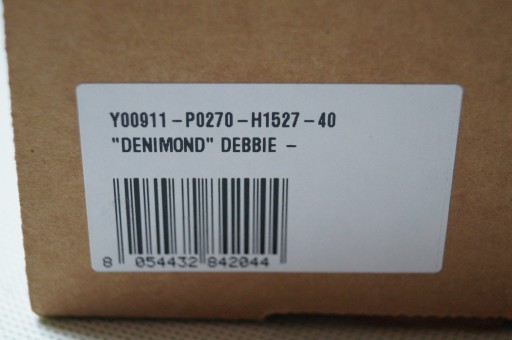 Y00911-P0270-H1527-40
"DENIMOND" DEBBIE -
8 054432 842044